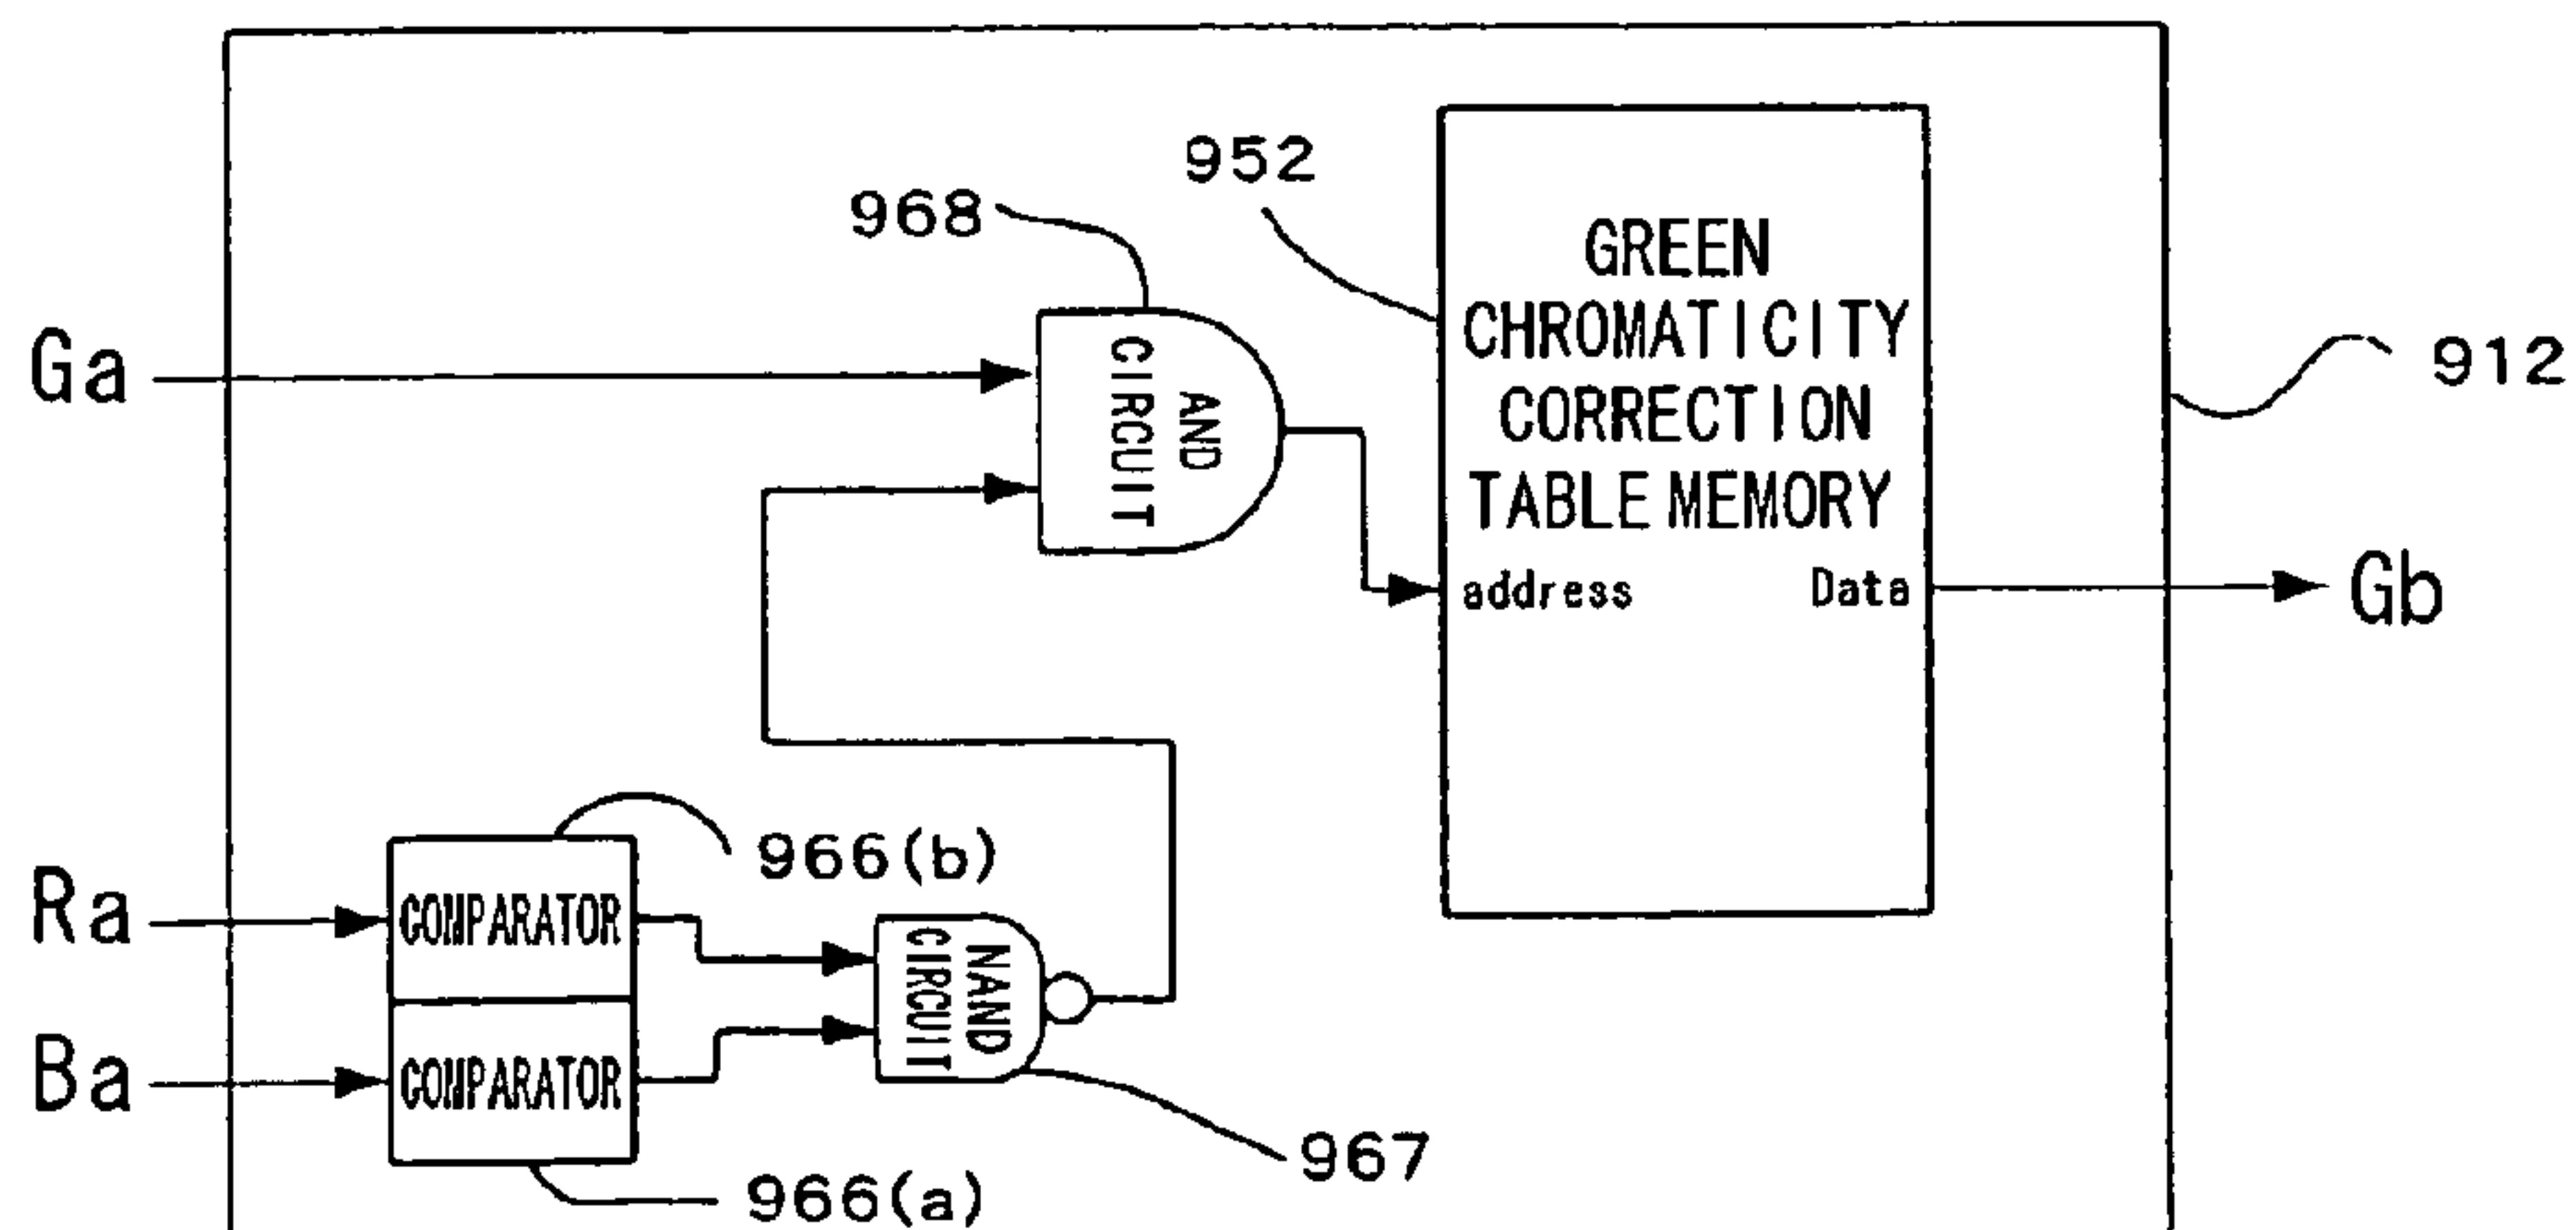 952
968
GREEN
CHROMATICITY
CORRECTION
TABLE MEMORY
912
Ga
AND
CIRCUIT
address
Data
Gb
966(b)
Ra
COMPARATOR
NAND
CIRCUIT
Ba
COMPARATOR
967
966(a)